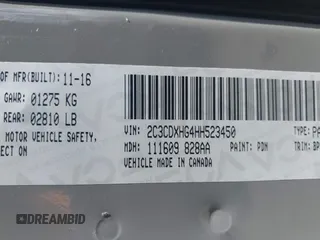 OF MFR(BUILT): 11-16
GAWR: 01275 KG
REAR: 02810 LB
MOTOR VEHICLE SAFETY,
ECT ON
VIN: 2C3CDXHG4HH523450
TYPE: PA
MDH: 111609 828AA
PAINT: PDN
TRIM: BP
VEHICLE MADE IN CANADA
DREAMBID